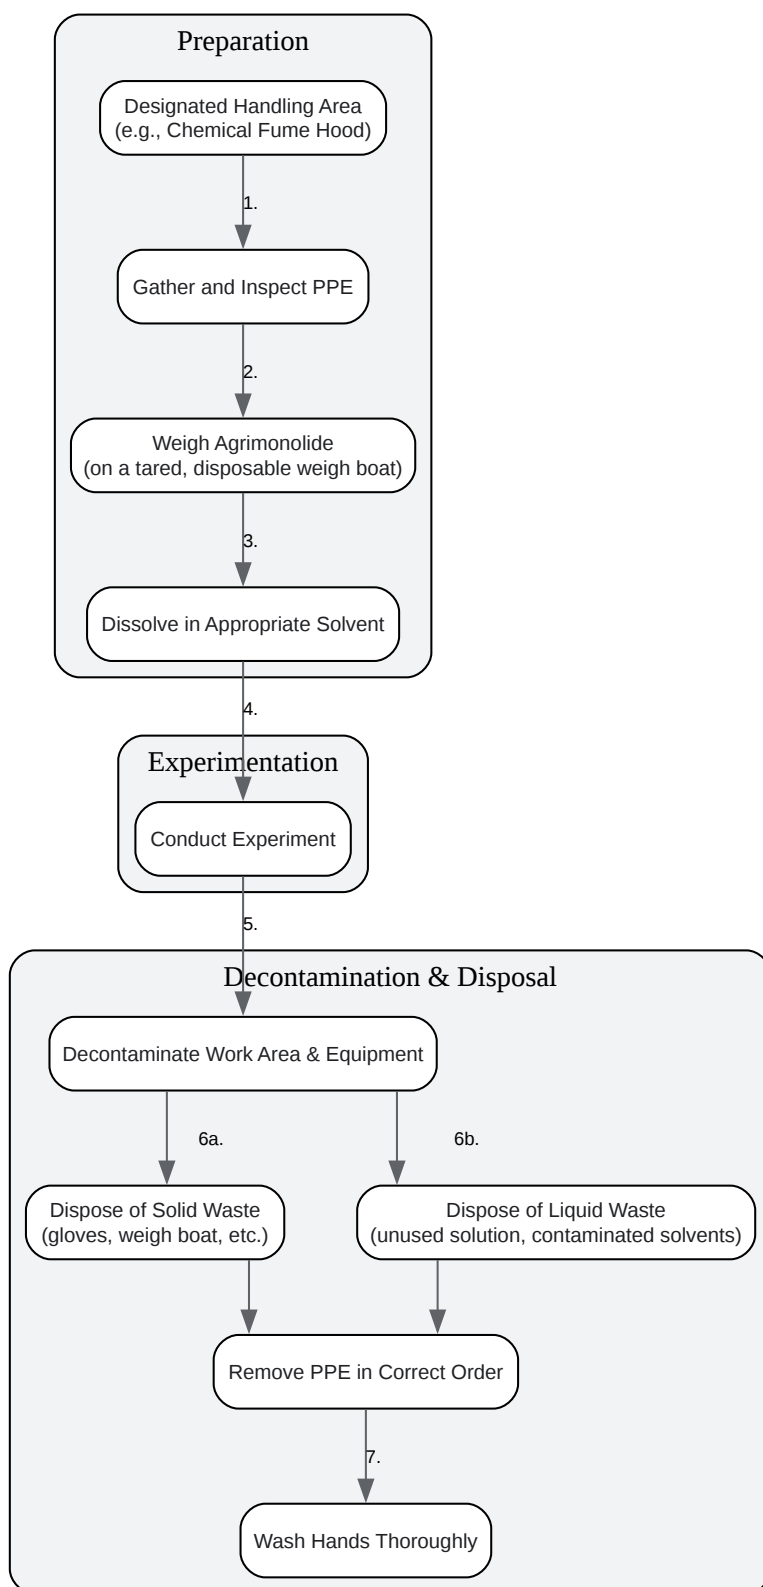 Preparation
Designated Handling Area
(e.g., Chemical Fume Hood)
1.
Gather and Inspect PPE
2.
Weigh Agrimonolide
(on a tared, disposable weigh boat)
3.
Dissolve in Appropriate Solvent
4.
Experimentation
Conduct Experiment
5.
Decontamination & Disposal
Decontaminate Work Area & Equipment
6a.
6b.
Dispose of Solid Waste
(gloves, weigh boat, etc.)
Dispose of Liquid Waste
(unused solution, contaminated solvents)
Remove PPE in Correct Order
7.
Wash Hands Thoroughly